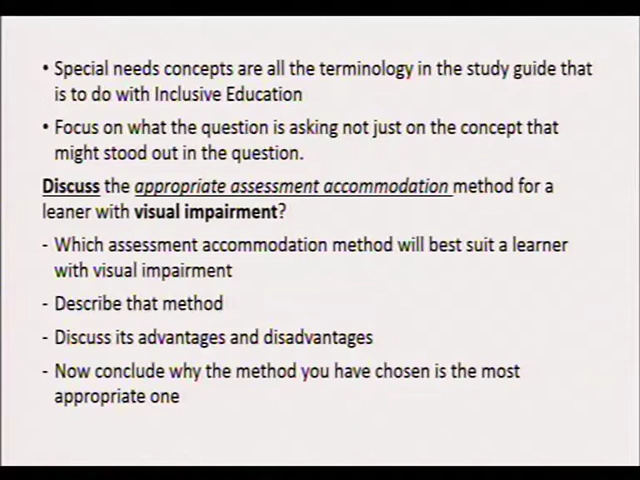 • Special needs concepts are all the terminology in the study guide that
is to do with Inclusive Education
• Focus on what the question is asking not just on the concept that
might stood out in the question.
Discuss the appropriate assessment accommodation method for a
leaner with visual impairment?
- Which assessment accommodation method will best suit a learner
with visual impairment
- Describe that method
- Discuss its advantages and disadvantages
- Now conclude why the method you have chosen is the most
appropriate one